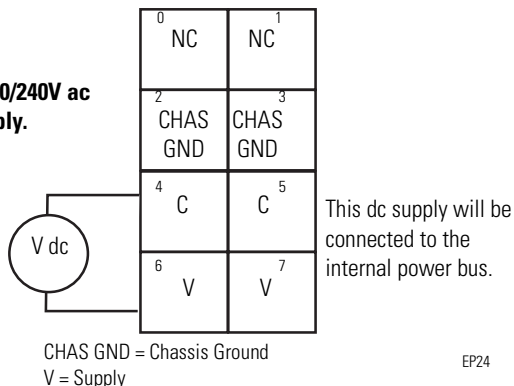 0 1
NC NC
0/240V ac
ply.
2 3
CHAS CHAS
GND GND
4 5
C C
V dc
This dc supply will be
connected to the
internal power bus.
6 7
V V
CHAS GND = Chassis Ground
V = Supply
EP24